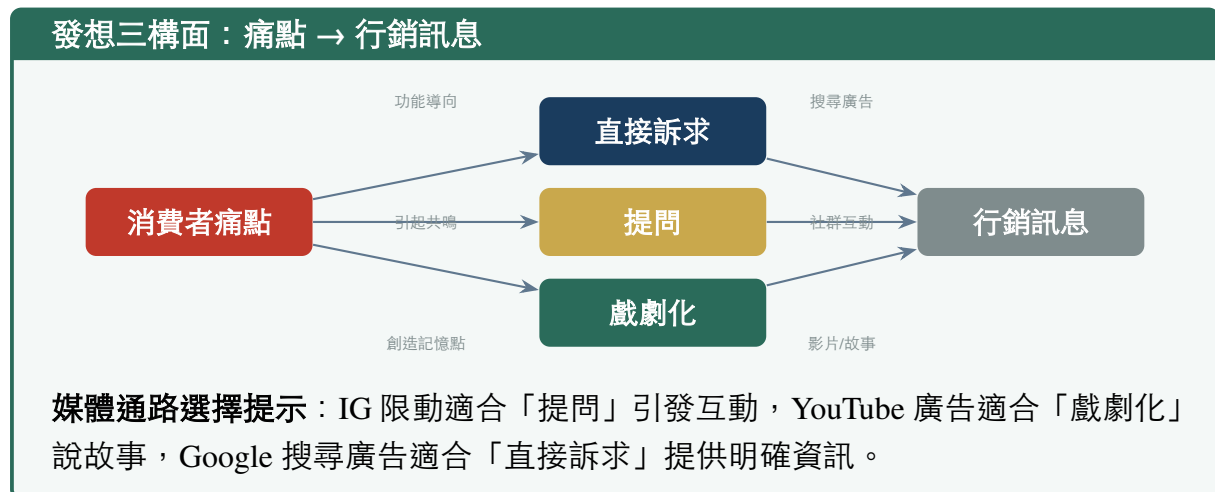 發想三構面：痛點 → 行銷訊息
功能導向
搜尋廣告
直接訴求
消費者痛點
引起共鳴
提問
社群互動
行銷訊息
戲劇化
創造記憶點
影片/故事
媒體通路選擇提示：IG 限動適合「提問」引發互動，YouTube 廣告適合「戲劇化」
說故事，Google 搜尋廣告適合「直接訴求」提供明確資訊。